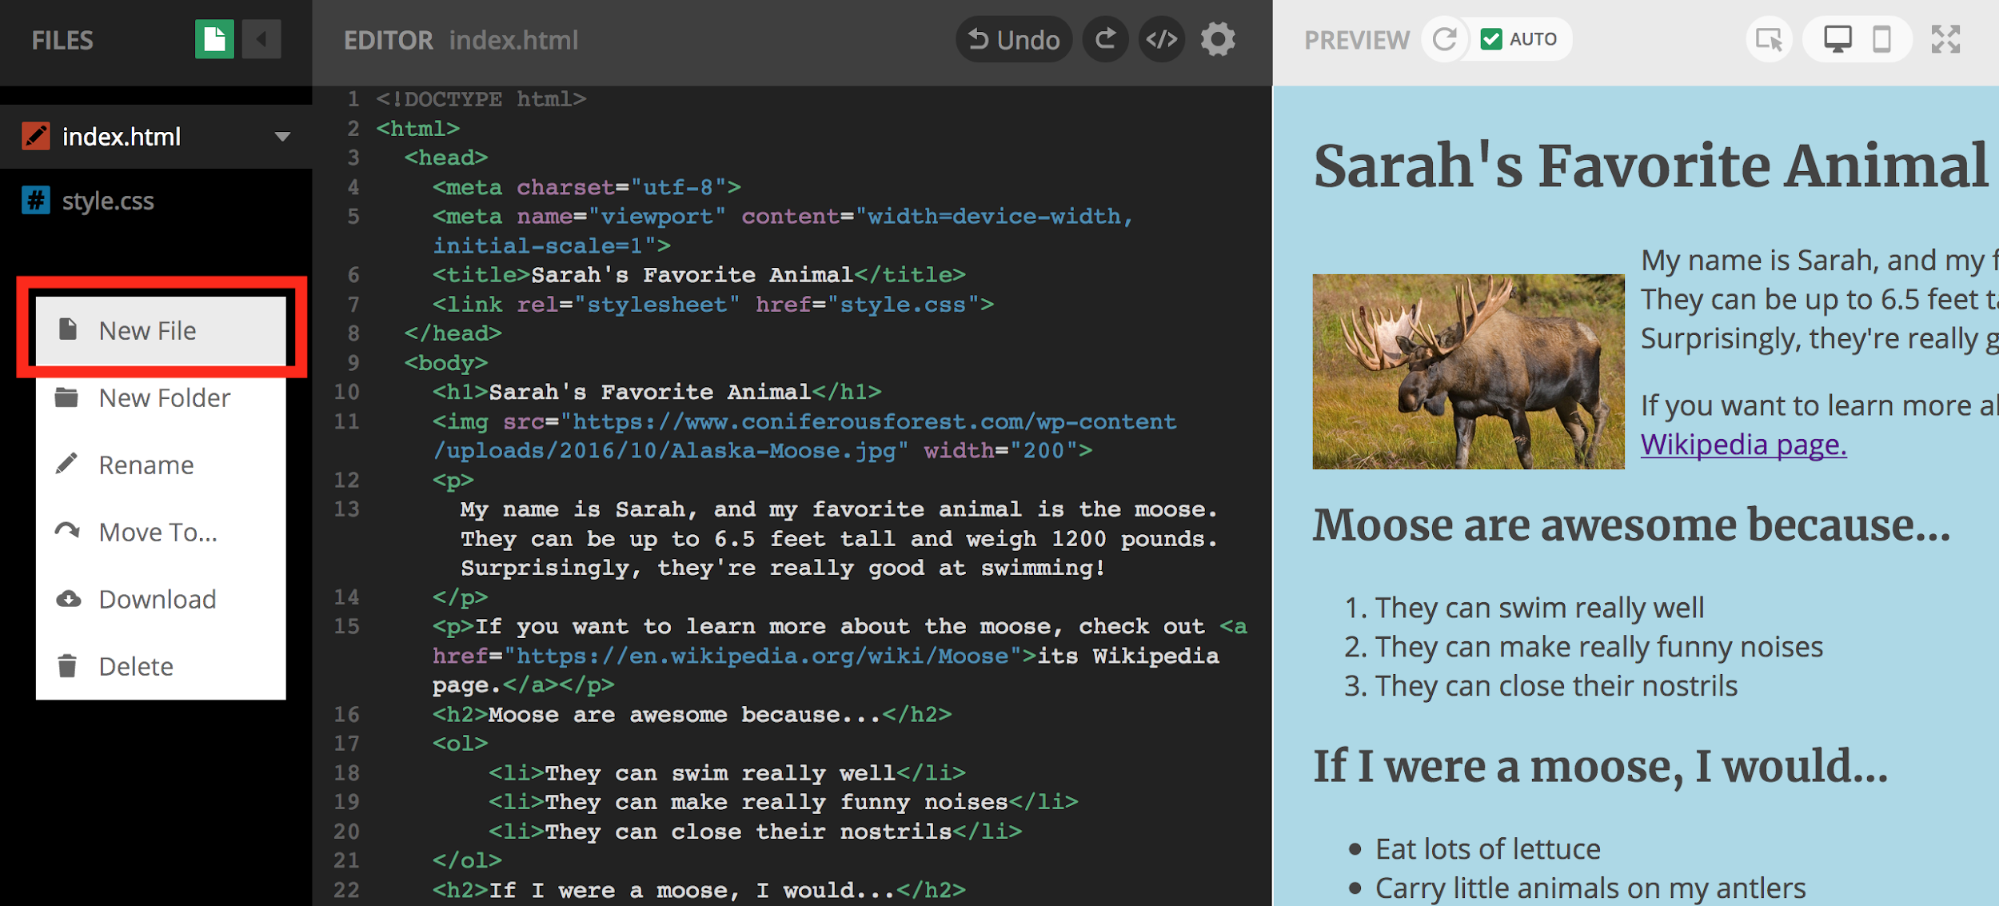 FILES
index.html
style.css
New File
New Folder
Rename
Move To...
Download
Delete
EDITOR index.html
Undo
</>
1 <!DOCTYPE html>
2 <html>
3 <head>
4 <meta charset="utf-8">
5 <meta name="viewport" content="width=device-width,
initial-scale=1">
6 <title>Sarah's Favorite Animal</title>
7 <link rel="stylesheet" href="style.css">
8 </head>
9 <body>
10 <h1>Sarah's Favorite Animal</h1>
11 <img src="https://www.coniferousforest.com/wp-content
/uploads/2016/10/Alaska-Moose.jpg" width="200">
12 <p>
13 My name is Sarah, and my favorite animal is the moose.
They can be up to 6.5 feet tall and weigh 1200 pounds.
Surprisingly, they're really good at swimming!
14 </p>
15 <p>If you want to learn more about the moose, check out <a
href="https://en.wikipedia.org/wiki/Moose">its Wikipedia
page.</a></p>
16 <h2>Moose are awesome because...</h2>
17 <ol>
18 <li>They can swim really well</li>
19 <li>They can make really funny noises</li>
20 <li>They can close their nostrils</li>
21 </ol>
22 <h2>If I were a moose, I would...</h2>
PREVIEW AUTO
Sarah's Favorite Animal
My name is Sarah, and my f
They can be up to 6.5 feet ta
Surprisingly, they're really g
If you want to learn more al
Wikipedia page.
Moose are awesome because...
1. They can swim really well
2. They can make really funny noises
3. They can close their nostrils
If I were a moose, I would...
• Eat lots of lettuce
• Carry little animals on my antlers